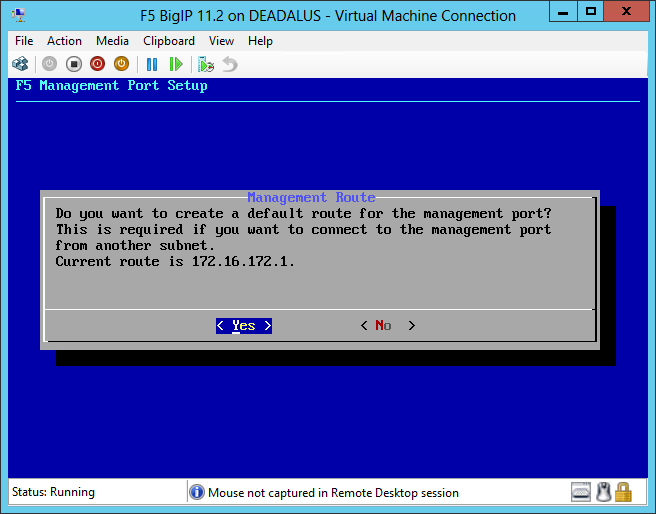 F5 BigIP 11.2 on DEADALUS - Virtual Machine Connection
File Action Media Clipboard View Help
F5 Management Port Setup
Management Route
Do you want to create a default route for the management port?
This is required if you want to connect to the management port
from another subnet.
Current route is 172.16.172.1.
< Yes > < No >
Status: Running Mouse not captured in Remote Desktop session